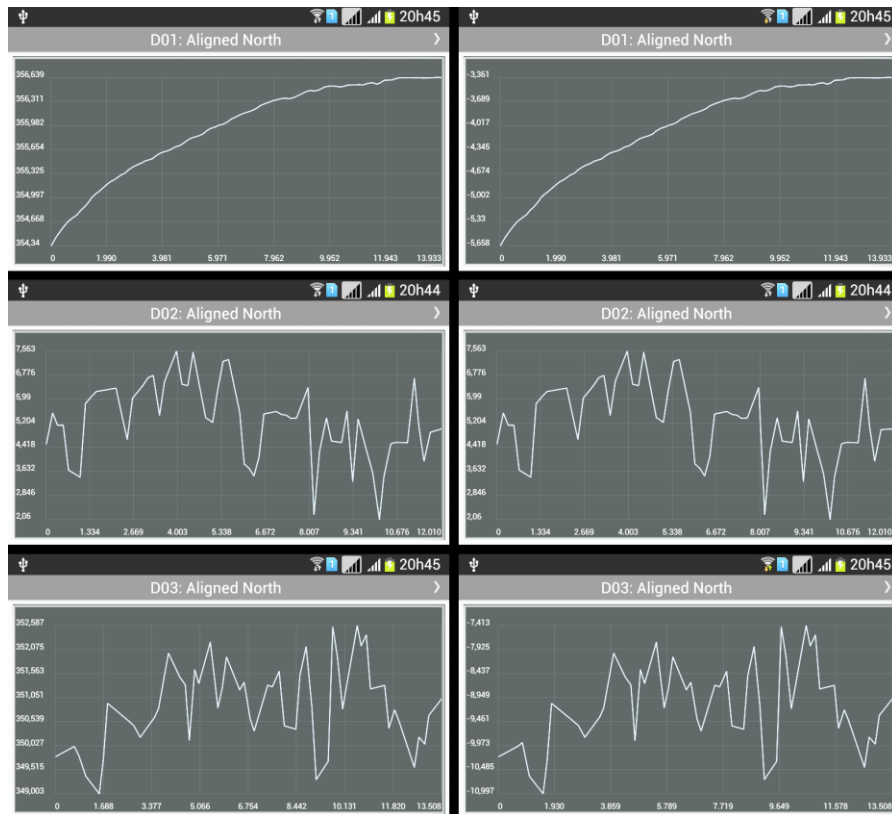 1 20h45
D01: Aligned North
356,639
356,311
355,982
355,654
355,325
354,997
354,668
354,34
0 1.990 3.981 5.971 7.962 9.952 11.943 13.933
1 20h45
D01: Aligned North
-3,361
-3,689
-4,017
-4,345
-4,674
-5,002
-5,33
-5,658
0 1.990 3.981 5.971 7.962 9.952 11.943 13.933
1 20h44
D02: Aligned North
7,563
6,776
5,99
5,204
4,418
3,632
2,846
2,06
0 1.334 2.669 4.003 5.338 6.672 8.007 9.341 10.676 12.010
1 20h44
D02: Aligned North
7,563
6,776
5,99
5,204
4,418
3,632
2,846
2,06
0 1.334 2.669 4.003 5.338 6.672 8.007 9.341 10.676 12.010
1 20h45
D03: Aligned North
352,587
352,075
351,563
351,051
350,539
350,027
349,515
349,003
0 1.688 3.377 5.066 6.754 8.442 10.131 11.820 13.508
1 20h45
D03: Aligned North
-7,413
-7,925
-8,437
-8,949
-9,461
-9,973
-10,485
-10,997
0 1.930 3.859 5.789 7.719 9.649 11.578 13.508